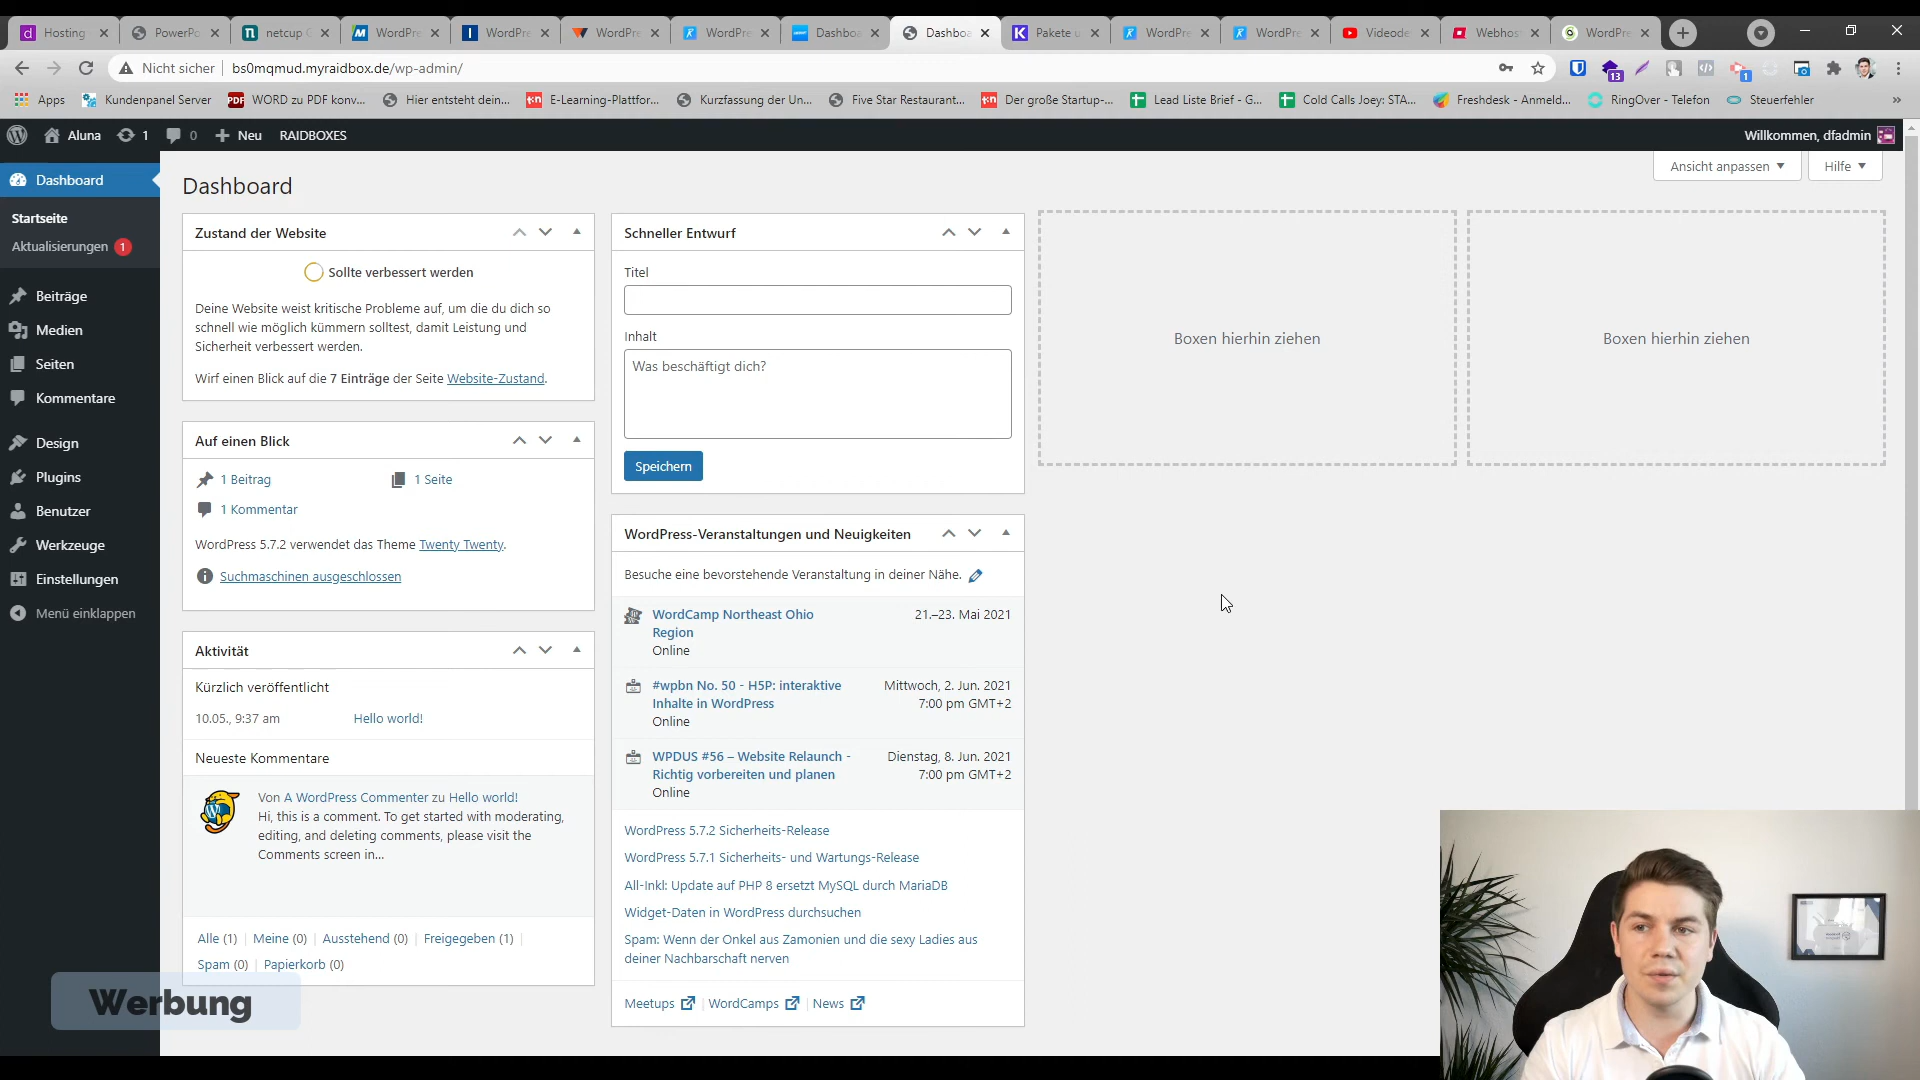 Hosting
PowerPo
netcup
WordPre
WordPre
WordPre
WordPre
Dashboa
Dashboa
Pakete u
WordPre
WordPre
Videode
Webhos
WordPre
Nicht sicher
bs0mqmud.myraidbox.de/wp-admin/
13
1
Apps
Kundenpanel Server
PDF
WORD zu PDF konv...
Hier entsteht dein...
E-Learning-Plattfor...
Kurzfassung der Un...
Five Star Restaurant...
Der große Startup-...
Lead Liste Brief - G...
Cold Calls Joey: STA...
Freshdesk - Anmeld...
RingOver - Telefon
Steuerfehler
»
Aluna
1
0
Neu
RAIDBOXES
Willkommen, dfadmin
Dashboard
Startseite
Aktualisierungen 1
Beiträge
Medien
Seiten
Kommentare
Design
Plugins
Benutzer
Werkzeuge
Einstellungen
Menü einklappen
Ansicht anpassen
Hilfe
Dashboard
Zustand der Website
Sollte verbessert werden
Deine Website weist kritische Probleme auf, um die du dich so
schnell wie möglich kümmern solltest, damit Leistung und
Sicherheit verbessert werden.
Wirf einen Blick auf die 7 Einträge der Seite Website-Zustand.
Auf einen Blick
1 Beitrag
1 Seite
1 Kommentar
WordPress 5.7.2 verwendet das Theme Twenty Twenty.
Suchmaschinen ausgeschlossen
Aktivität
Kürzlich veröffentlicht
10.05., 9:37 am
Hello world!
Neueste Kommentare
Von A WordPress Commenter zu Hello world!
Hi, this is a comment. To get started with moderating,
editing, and deleting comments, please visit the
Comments screen in...
Alle (1) | Meine (0) | Ausstehend (0) | Freigegeben (1) |
Spam (0) | Papierkorb (0)
Schneller Entwurf
Titel
Inhalt
Was beschäftigt dich?
Speichern
WordPress-Veranstaltungen und Neuigkeiten
Besuche eine bevorstehende Veranstaltung in deiner Nähe.
WordCamp Northeast Ohio
Region
Online
21.–23. Mai 2021
#wpbn No. 50 - H5P: interaktive
Inhalte in WordPress
Online
Mittwoch, 2. Jun. 2021
7:00 pm GMT+2
WPDUS #56 – Website Relaunch -
Richtig vorbereiten und planen
Online
Dienstag, 8. Jun. 2021
7:00 pm GMT+2
WordPress 5.7.2 Sicherheits-Release
WordPress 5.7.1 Sicherheits- und Wartungs-Release
All-Inkl: Update auf PHP 8 ersetzt MySQL durch MariaDB
Widget-Daten in WordPress durchsuchen
Spam: Wenn der Onkel aus Zamonien und die sexy Ladies aus
deiner Nachbarschaft nerven
Meetups | WordCamps | News
Boxen hierhin ziehen
Boxen hierhin ziehen
Werbung